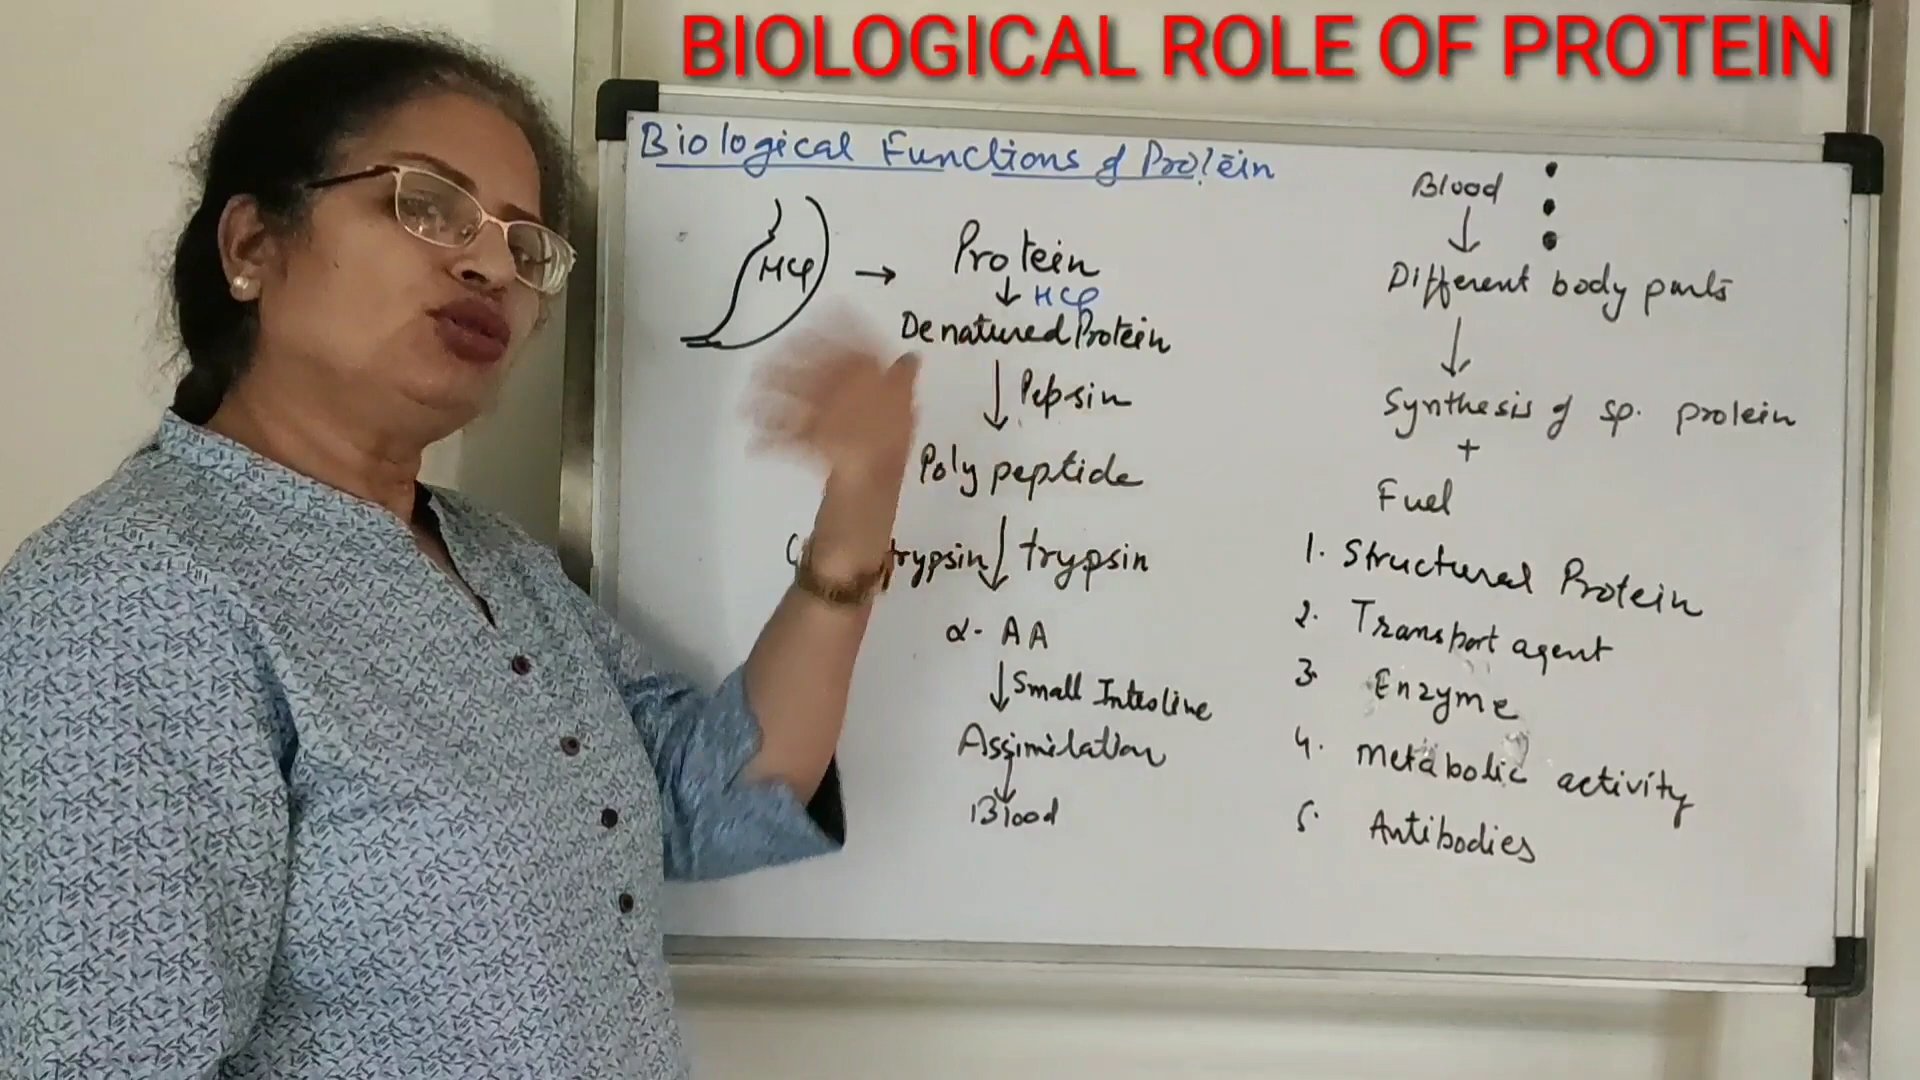 BIOLOGICAL ROLE OF PROTEIN
Biological Functions of Protein
HCl → Protein
↓ HCl
Denatured Protein
↓ Pepsin
Polypeptide
trypsin ↓ trypsin
α- AA
↓ Small Intestine
Assimilation
↓
Blood
Blood
↓
Different body parts
↓
Synthesis of sp. protein
+
Fuel
1. Structural Protein
2. Transport agent
3. Enzyme
4. Metabolic activity
5. Antibodies